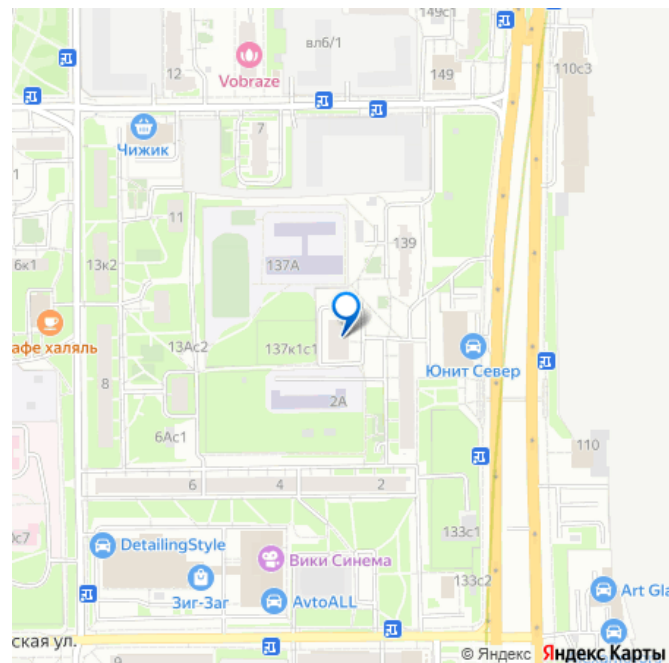 149с1
влб/1
12
Vobraze
149
110с3
Чижик
7
1
11
139
6к1
13к2
137А
афе халяль
13Ас2
137к1с1
Юнит Север
8
2А
6Ас1
110
6
4
2
0с7
133с1
DetailingStyle
Вики Синема
133с2
Зиг-Заг
AvtoALL
Art Gla
ская ул.
9
© Яндекс Яндекс Карты